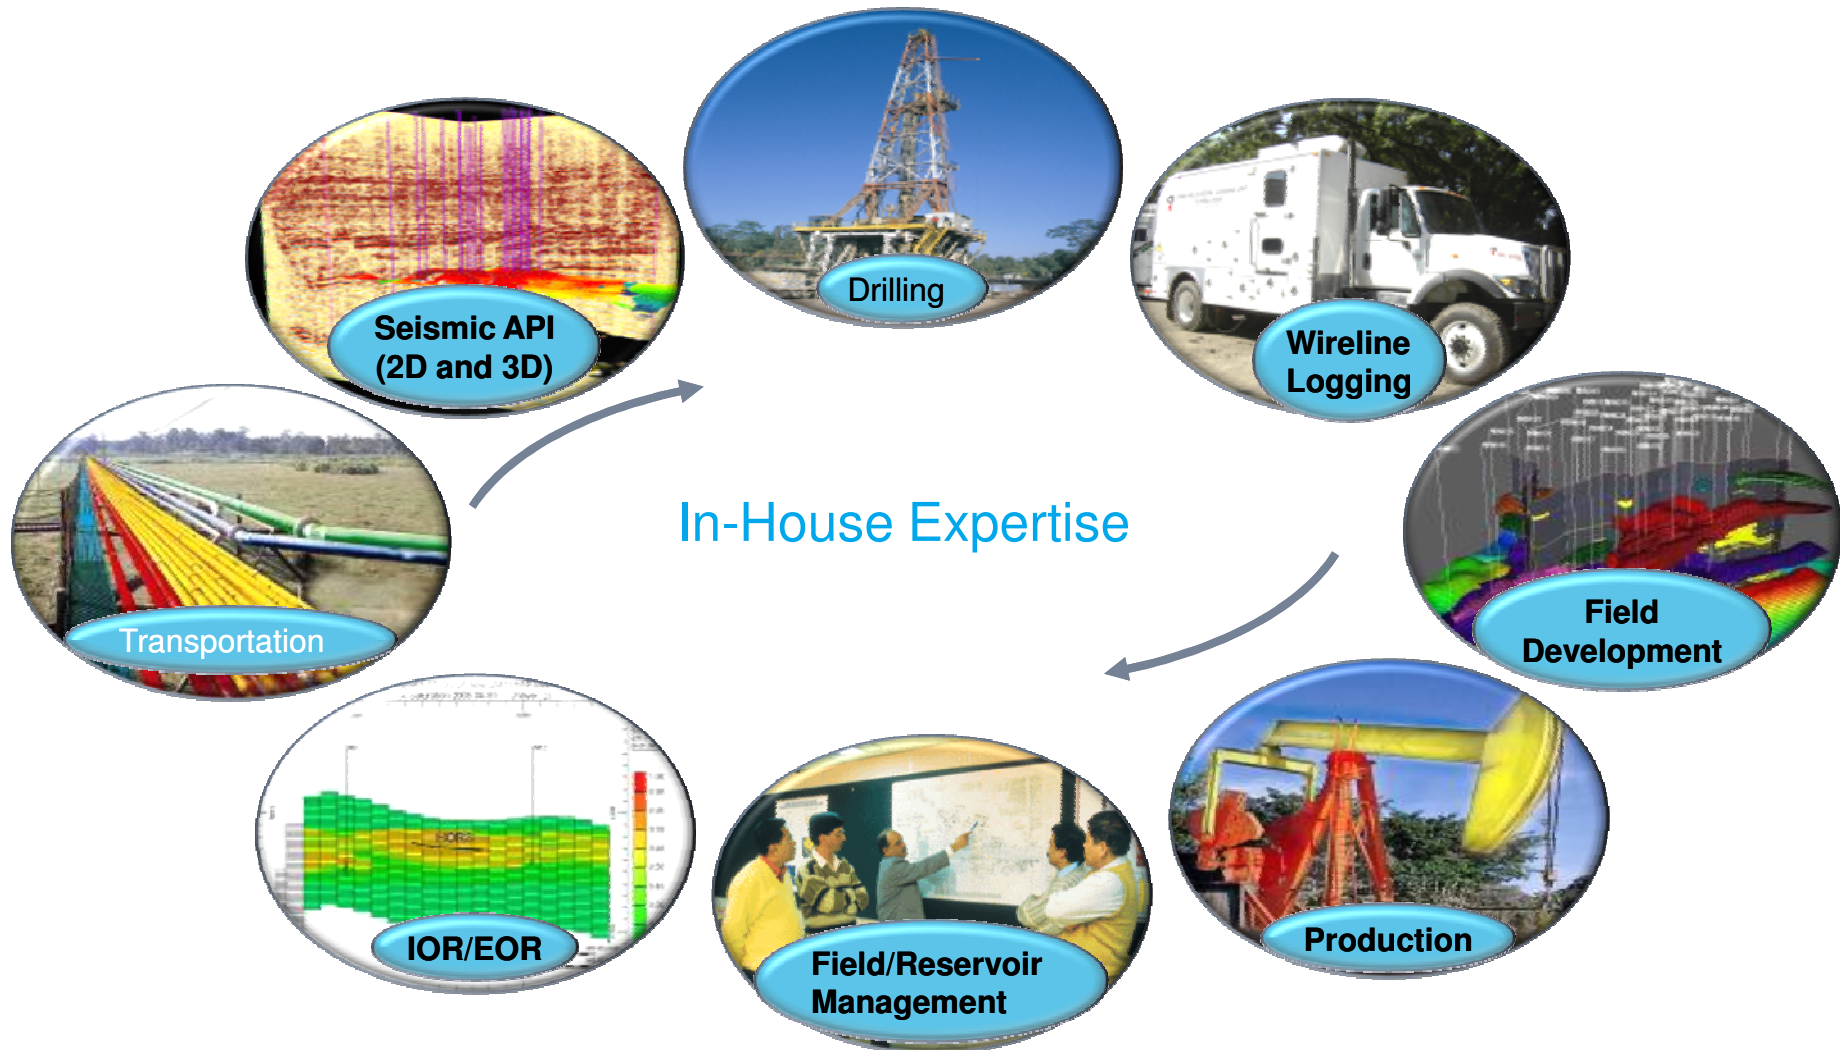 Drilling
Seismic API
(2D and 3D)
Wireline
Logging
In-House Expertise
Field
Development
Transportation
Production
IOR/EOR
Field/Reservoir
Management